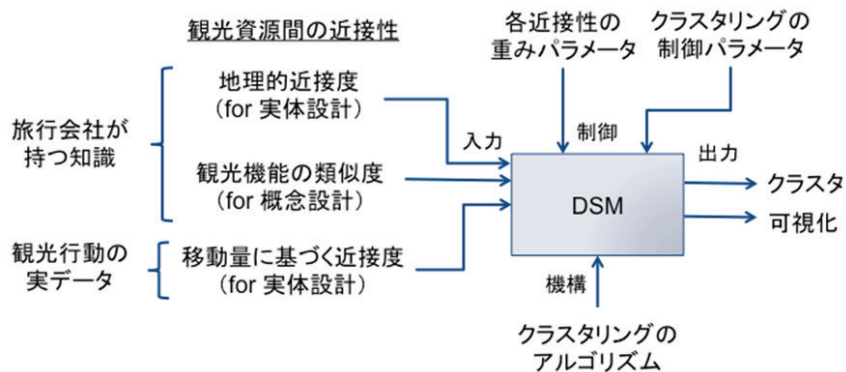 観光資源間の近接性
各近接性の
重みパラメータ
クラスタリングの
制御パラメータ
旅行会社が
持つ知識
地理的近接度
(for 実体設計)
観光機能の類似度
(for 概念設計)
観光行動の
実データ
移動量に基づく近接度
(for 実体設計)
入力
制御
出力
DSM
クラスタ
可視化
機構
クラスタリングの
アルゴリズム